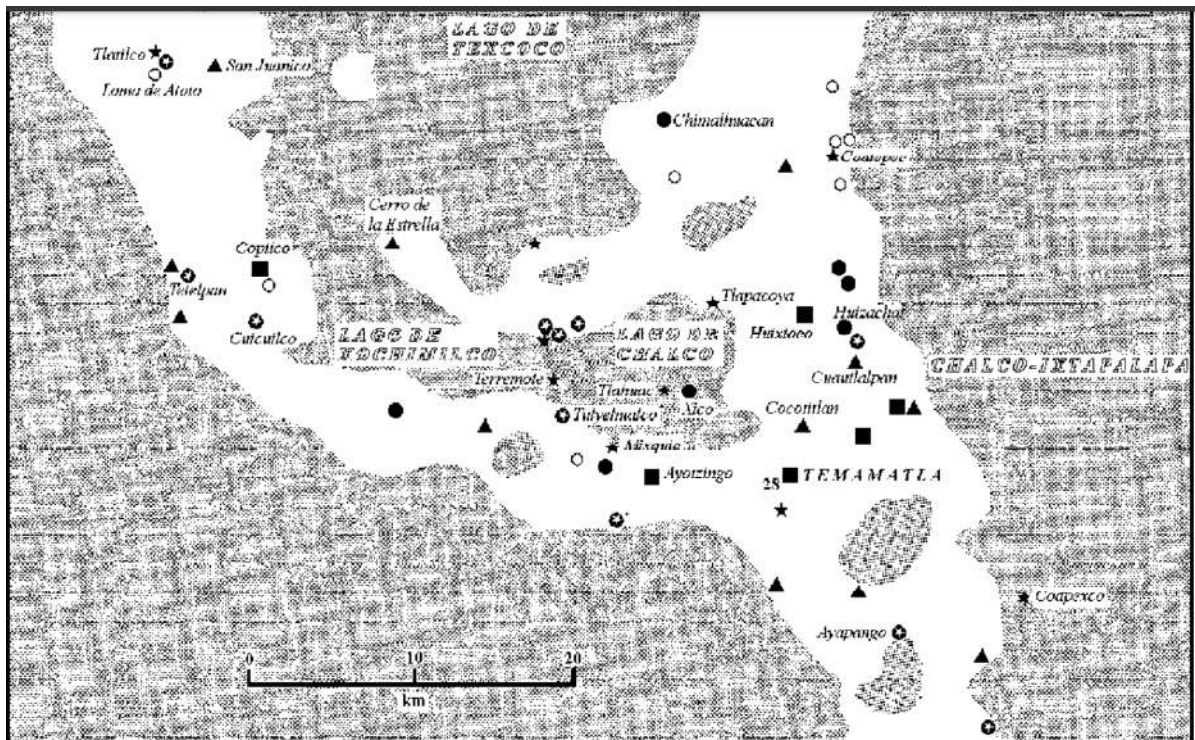 LAGO DE
TEXCOCO
Tlatilco
San Juanico
Loma de Atoto
Chimalhuacan
Coatepec
Cerro de
la Estrella
Copilco
Tetelpan
Tlapacoya
Huixtoco
Huizachal
Cuicuilco
LAGO DE
XOCHIMILCO
LAGO DE
CHALCO
CHALCO-IXTAPALAPA
Cuautlalpan
Terremote
Tlahuac
Xico
Tulyehualco
Cocotitlan
Mixquic
Ayotzingo
TEMAMATLA
28
Coapexco
Ayapango
0 10 20
km